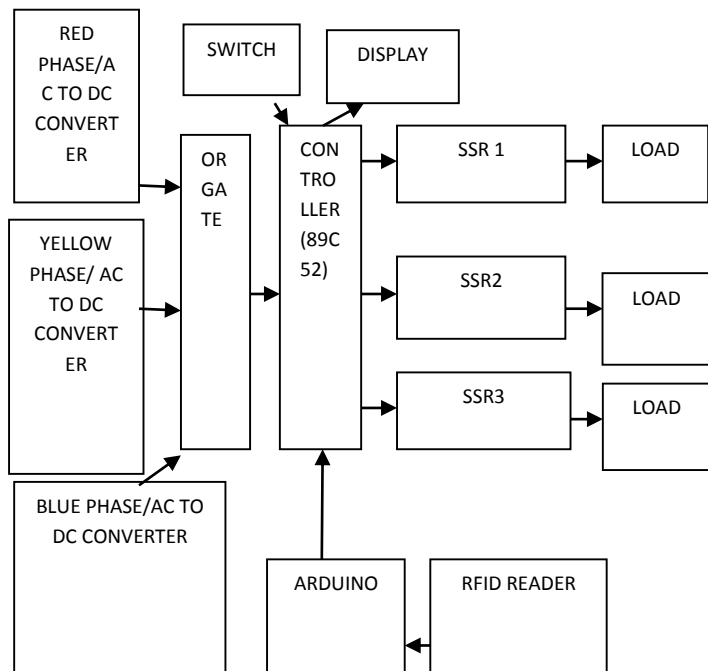 RED
PHASE/A
C TO DC
CONVERT
ER
SWITCH
DISPLAY
OR
GA
TE
CON
TRO
LLER
(89C
52)
SSR 1
LOAD
YELLOW
PHASE/ AC
TO DC
CONVERT
ER
SSR2
LOAD
SSR3
LOAD
BLUE PHASE/AC TO
DC CONVERTER
ARDUINO
RFID READER